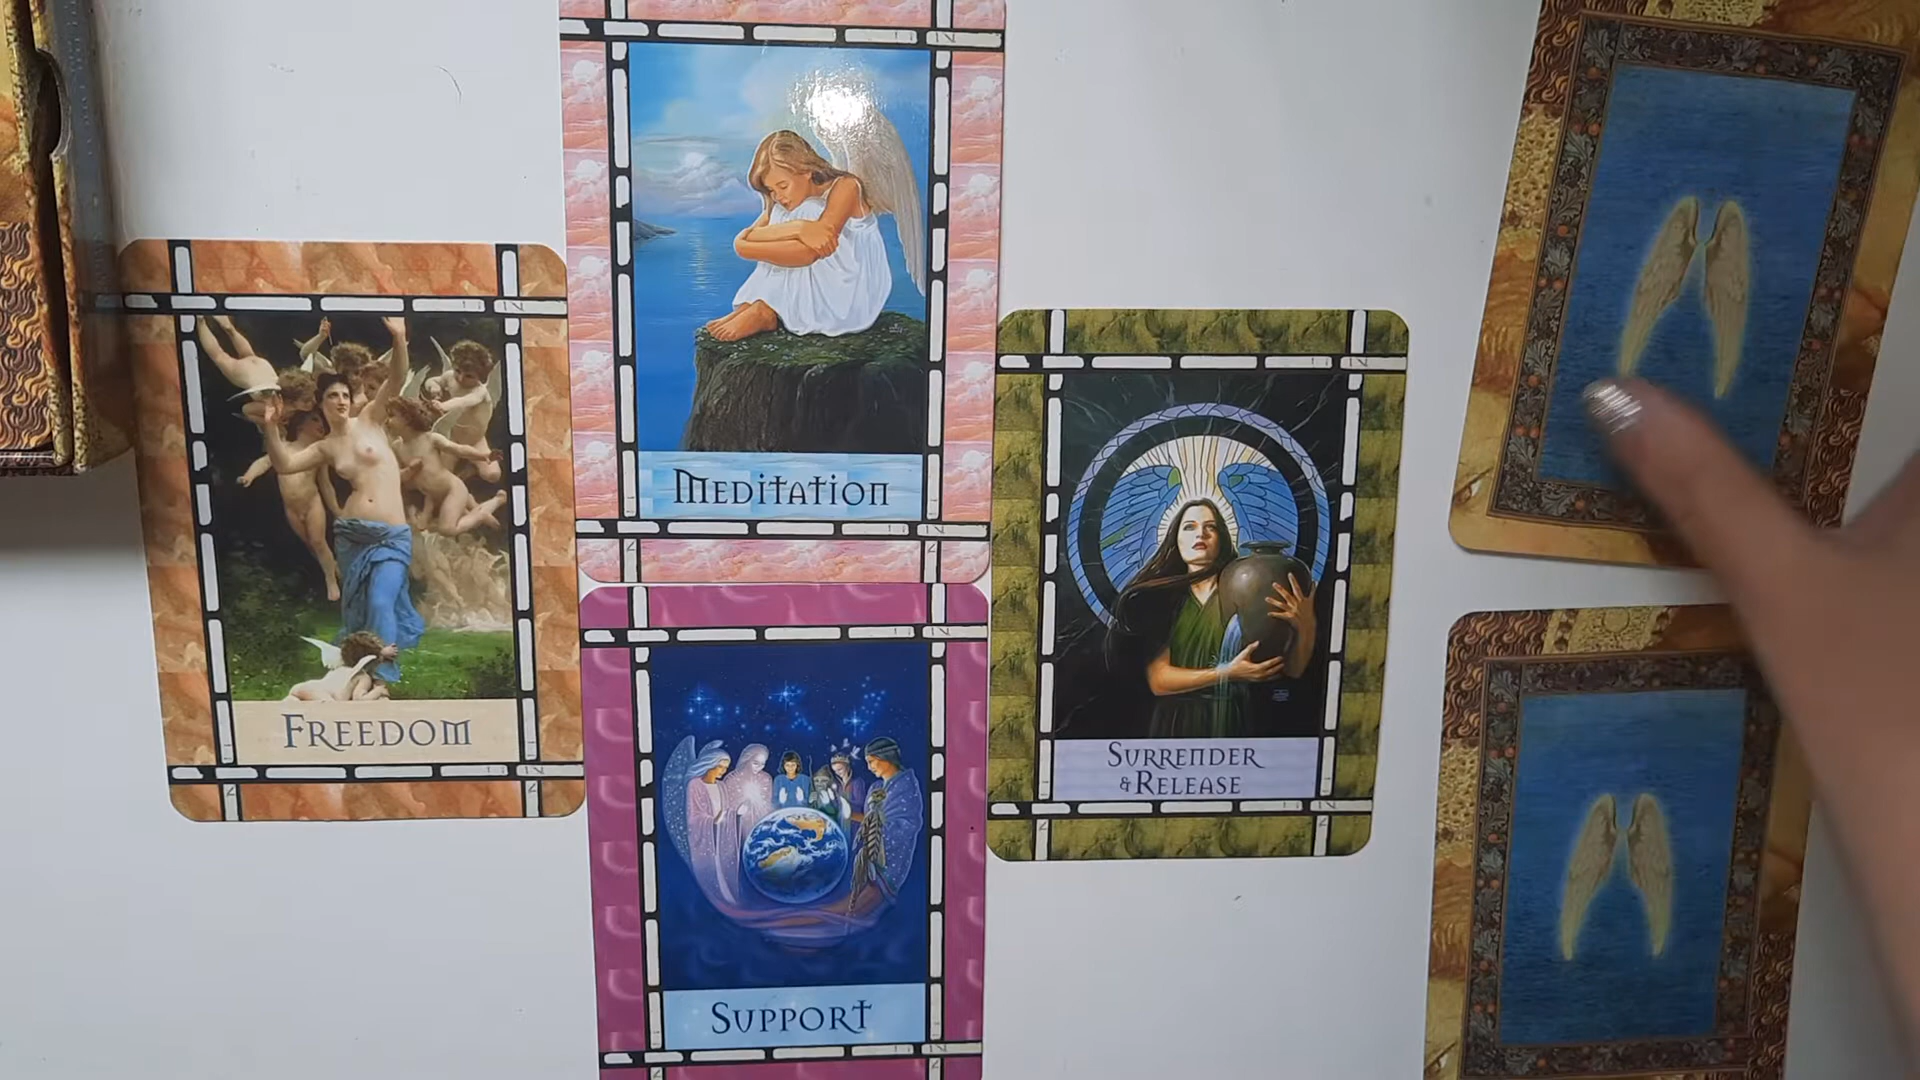 Freedom
Meditation
Support
Surrender
& Release